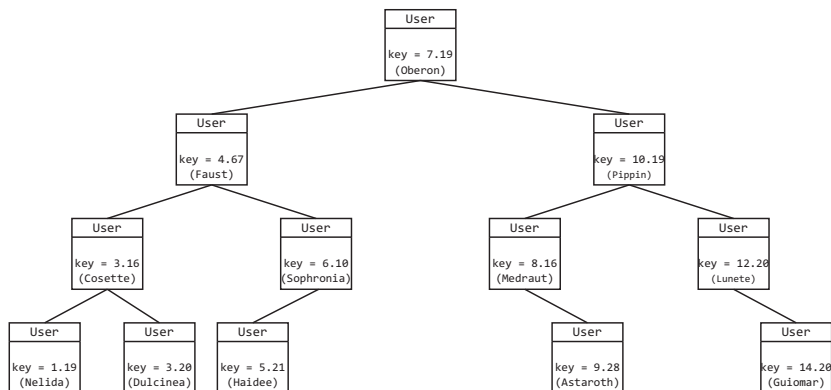 User
key = 7.19
(Oberon)
User
key = 4.67
(Faust)
User
key = 10.19
(Pippin)
User
key = 3.16
(Cosette)
User
key = 6.10
(Sophronia)
User
key = 8.16
(Medraut)
User
key = 12.20
(Lunete)
User
key = 1.19
(Nelida)
User
key = 3.20
(Dulcinea)
User
key = 5.21
(Haidee)
User
key = 9.28
(Astaroth)
User
key = 14.20
(Guiomar)